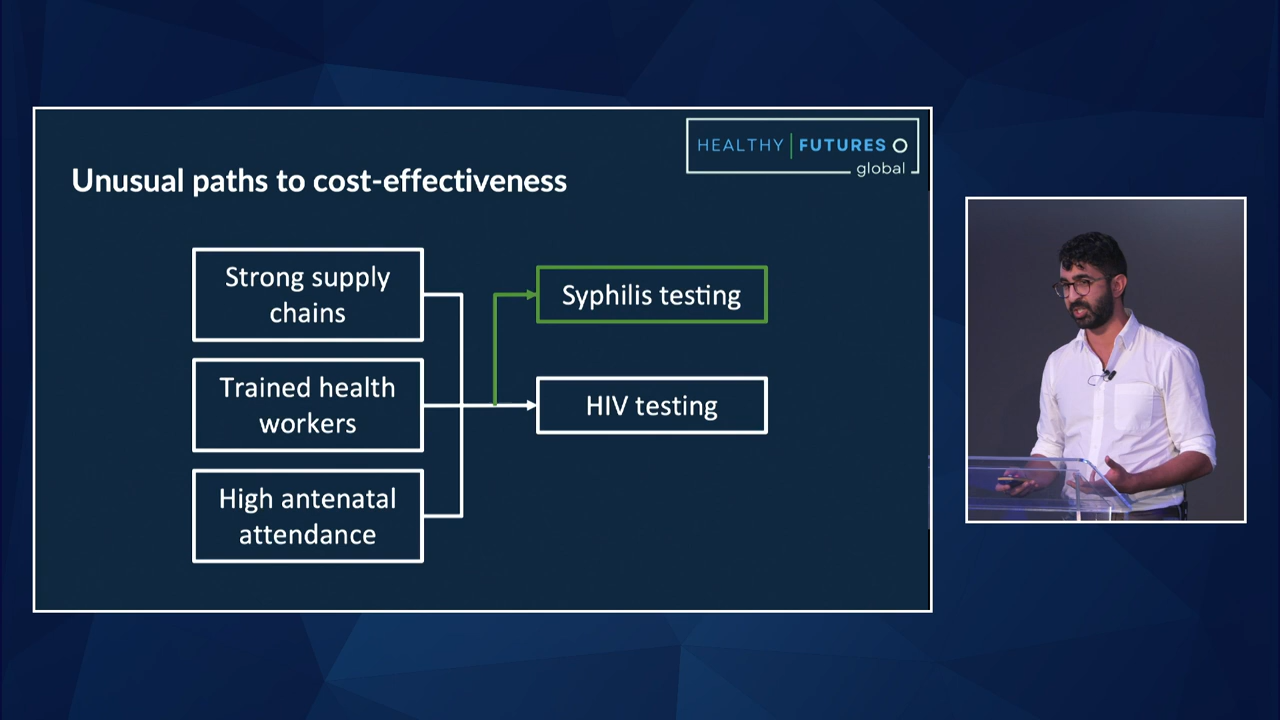 HEALTHY FUTURES
global
Unusual paths to cost-effectiveness
Strong supply
chains
Trained health
workers
High antenatal
attendance
Syphilis testing
HIV testing